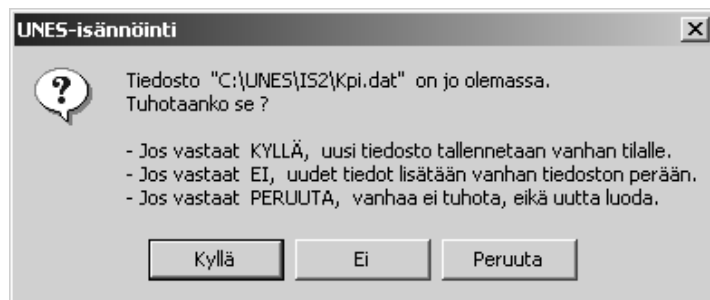 UNES-isännöinti
Tiedosto "C:\UNES\IS2\Kpi.dat" on jo olemassa.
Tuhotaanko se ?
- Jos vastaat KYLLÄ, uusi tiedosto tallennetaan vanhan tilalle.
- Jos vastaat EI, uudet tiedot lisätään vanhan tiedoston perään.
- Jos vastaat PERUUTA, vanhaa ei tuhota, eikä uutta luoda.
Kyllä Ei Peruuta